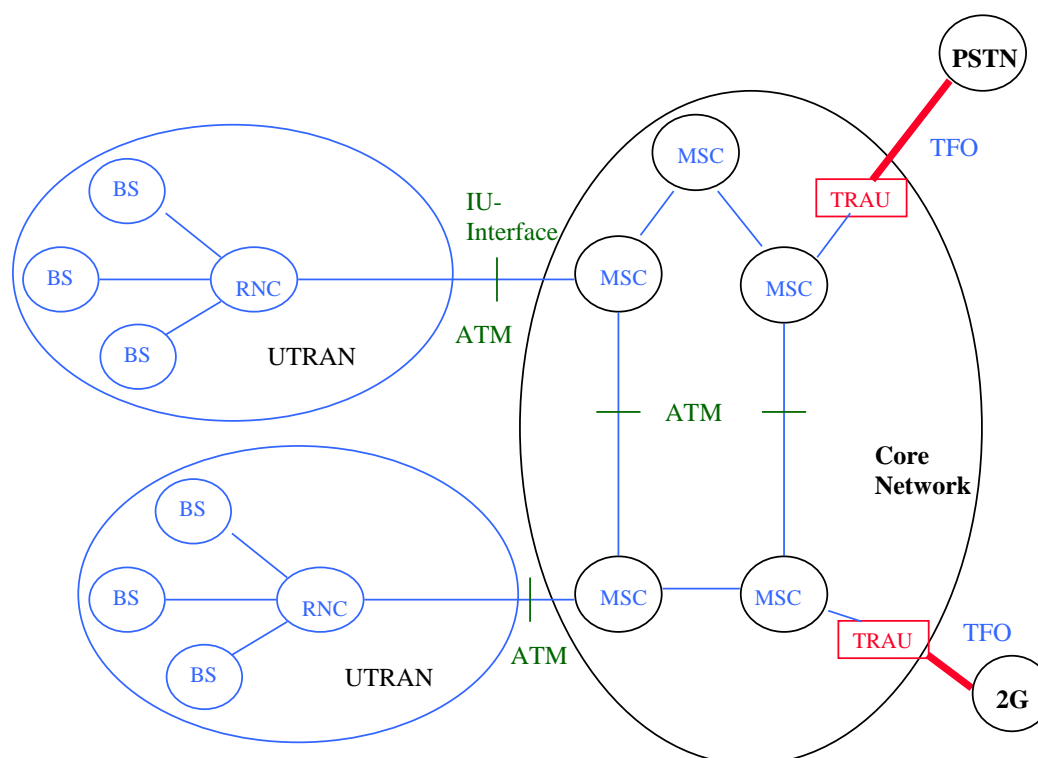 PSTN
TFO
MSC
TRAU
BS
IU-
Interface
BS
RNC
MSC
MSC
ATM
BS
UTRAN
ATM
Core
Network
BS
BS
RNC
MSC
MSC
TRAU
TFO
ATM
BS
UTRAN
2G